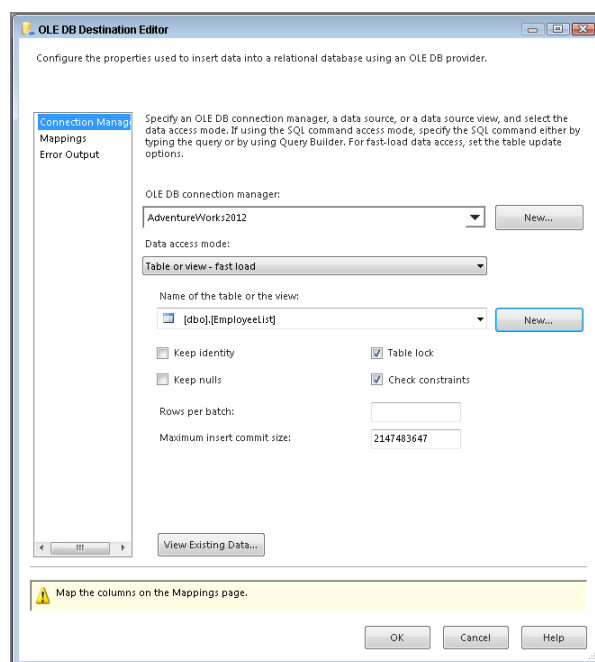 OLE DB Destination Editor
Configure the properties used to insert data into a relational database using an OLE DB provider.
Connection Manag
Mappings
Error Output
Specify an OLE DB connection manager, a data source, or a data source view, and select the
data access mode. If using the SQL command access mode, specify the SQL command either by
typing the query or by using Query Builder. For fast-load data access, set the table update
options.
OLE DB connection manager:
AdventureWorks2012
New...
Data access mode:
Table or view - fast load
Name of the table or the view:
[dbo].[EmployeeList]
New...
Keep identity
Table lock
Keep nulls
Check constraints
Rows per batch:
Maximum insert commit size:
2147483647
View Existing Data...
Map the columns on the Mappings page.
OK
Cancel
Help